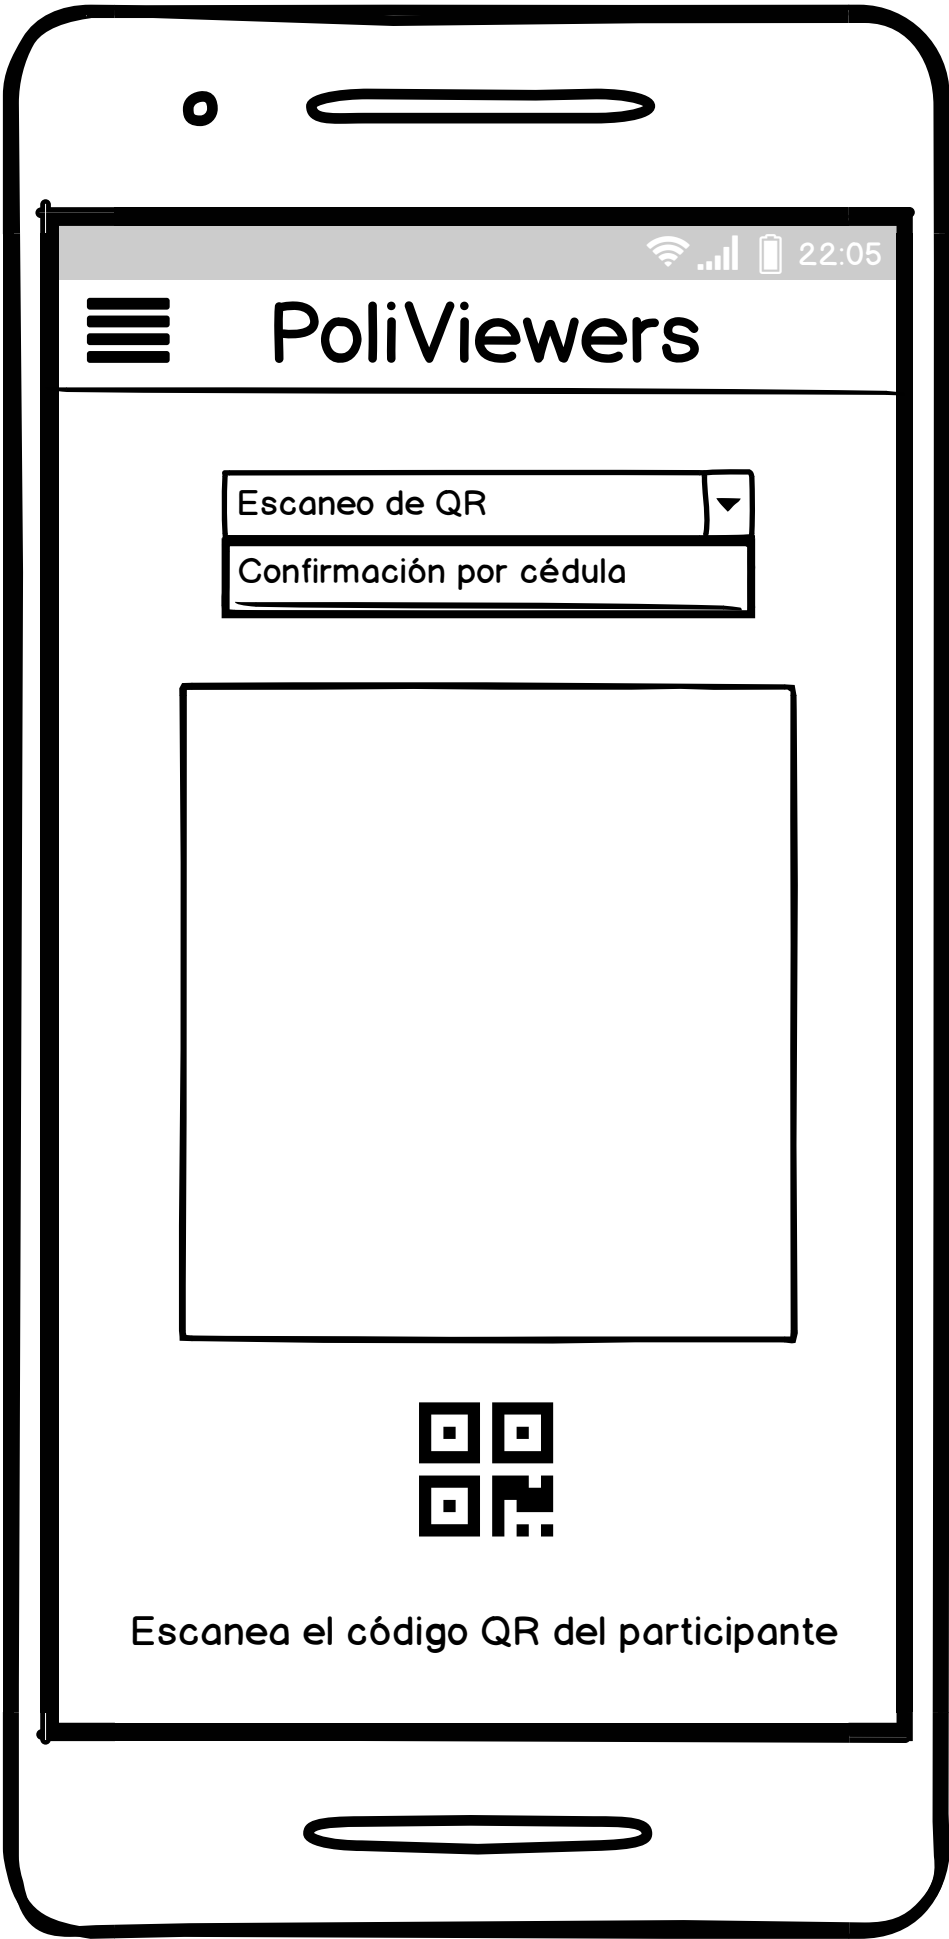 22:05
PoliViewers
Escaneo de QR
Confirmación por cédula
Escanea el código QR del participante